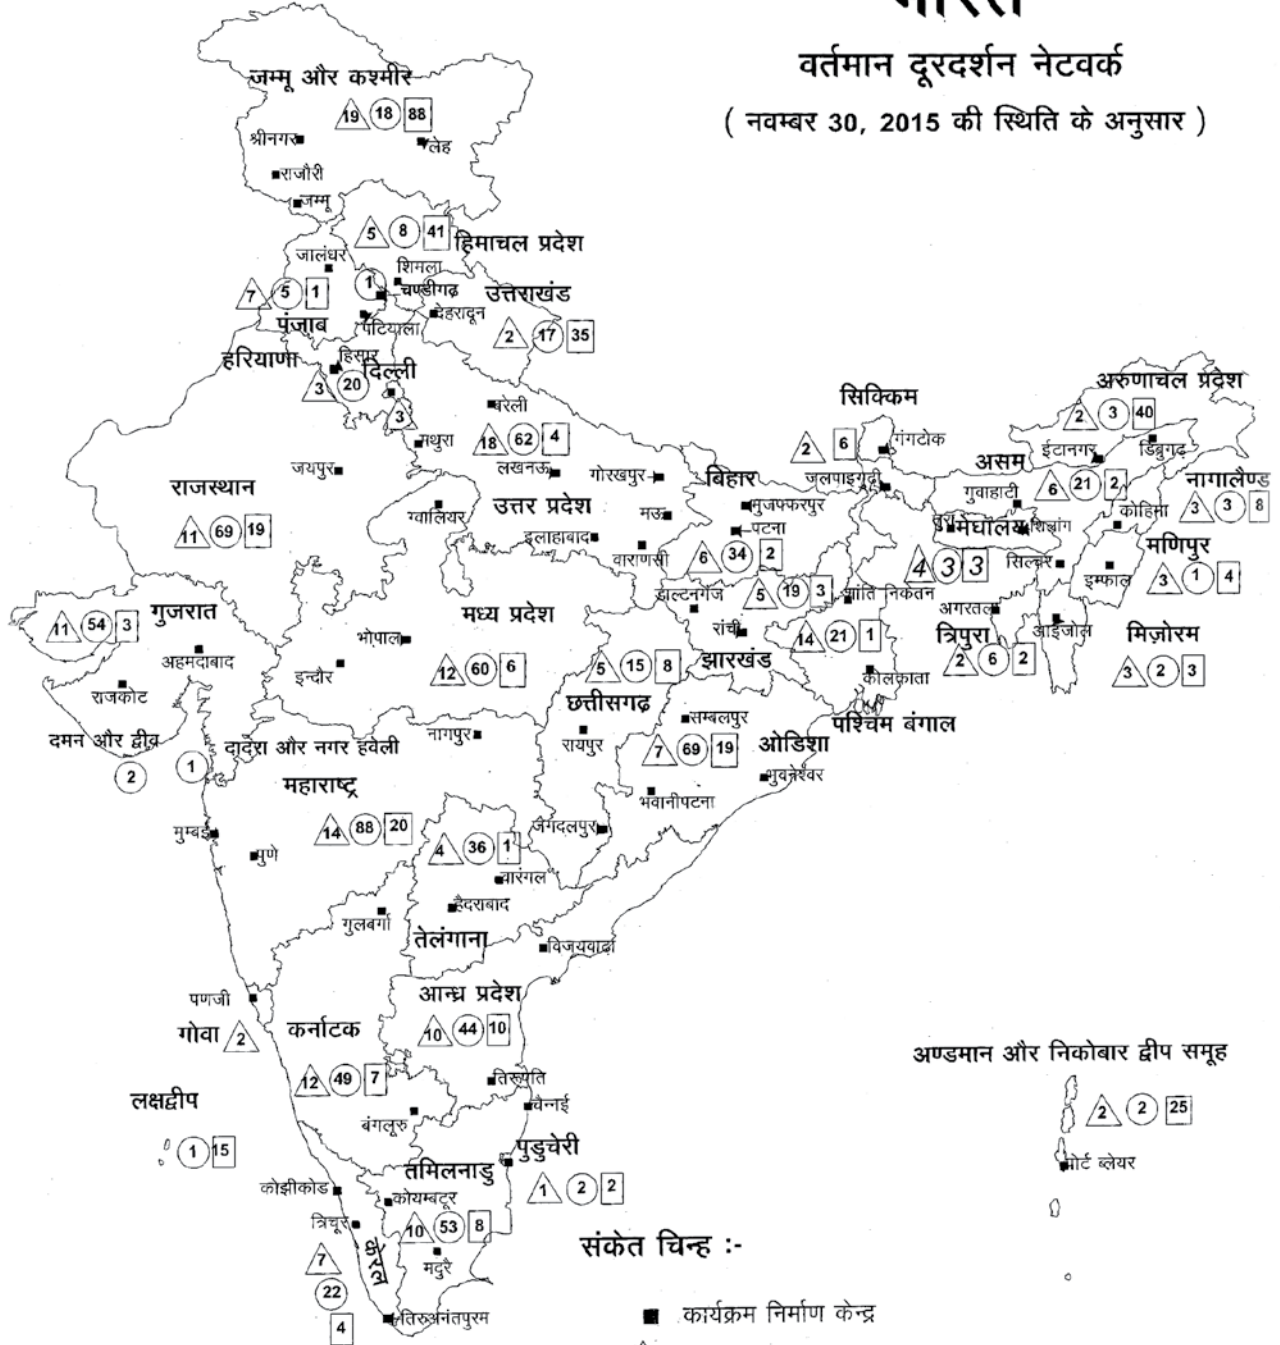 भारत
वर्तमान दूरदर्शन नेटवर्क
( नवम्बर 30, 2015 की स्थिति के अनुसार )
जम्मू और कश्मीर
19 18 88
श्रीनगर
लेह
राजौरी
जम्मू
5 8 41
हिमाचल प्रदेश
जालंधर
शिमला
1
चण्डीगढ़
7 5 1
पंजाब
पटियाला
देहरादून
उत्तराखंड
2 17 35
हरियाणा
हिसार
दिल्ली
3 20
3
बरेली
मथुरा
18 62 4
लखनऊ
गोरखपुर
जयपुर
राजस्थान
11 69 19
ग्वालियर
उत्तर प्रदेश
मऊ
इलाहाबाद
वाराणसी
सिक्किम
2 6
गंगटोक
जलपाइगुड़ी
बिहार
मुजफ्फरपुर
पटना
6 34 2
अरुणाचल प्रदेश
2 3 40
ईटानगर
डिब्रुगढ़
असम
गुवाहाटी
6 21 2
नागालैण्ड
3 3 8
कोहिमा
तुरा
मेघालय
शिलांग
4 3 3
सिल्चर
मणिपुर
3 1 4
इम्फाल
गुजरात
11 54 3
अहमदाबाद
राजकोट
मध्य प्रदेश
भोपाल
इन्दौर
12 60 6
डाल्टनगंज
5 19 3
रांची
झारखंड
शांति निकेतन
14 21 1
कोलकाता
पश्चिम बंगाल
अगरतला
त्रिपुरा
2 6 2
आईजोल
मिज़ोरम
3 2 3
5 15 8
छत्तीसगढ़
रायपुर
जगदलपुर
सम्बलपुर
7 69 19
ओडिशा
भुवनेश्वर
भवानीपटना
दमन और द्वीव
2
1
दादरा और नगर हवेली
नागपुर
महाराष्ट्र
14 88 20
मुम्बई
पुणे
4 36 1
वारंगल
हैदराबाद
तेलंगाना
गुलबर्गा
विजयवाढा
पणजी
गोवा 2
कर्नाटक
12 49 7
बंगलूरु
आन्ध्र प्रदेश
10 44 10
तिरूपति
चैन्नई
लक्षद्वीप
1 15
पुडुचेरी
1 2 2
तमिलनाडु
कोयम्बटूर
10 53 8
मदुरै
कोझीकोड
त्रिचूर
केरल
7
22
4
तिरुअनंतपुरम
अण्डमान और निकोबार द्वीप समूह
2 2 25
पोर्ट ब्लेयर
संकेत चिन्ह :-
कार्यक्रम निर्माण केन्द्र